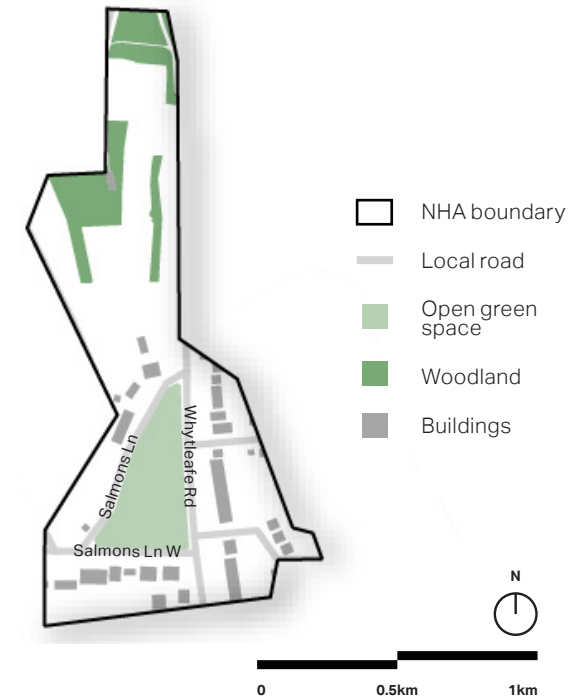 NHA boundary
Local road
Open green
space
Woodland
Buildings
Salmons Ln
Whytleafe Rd
Salmons Ln W
N
0 0.5km 1km